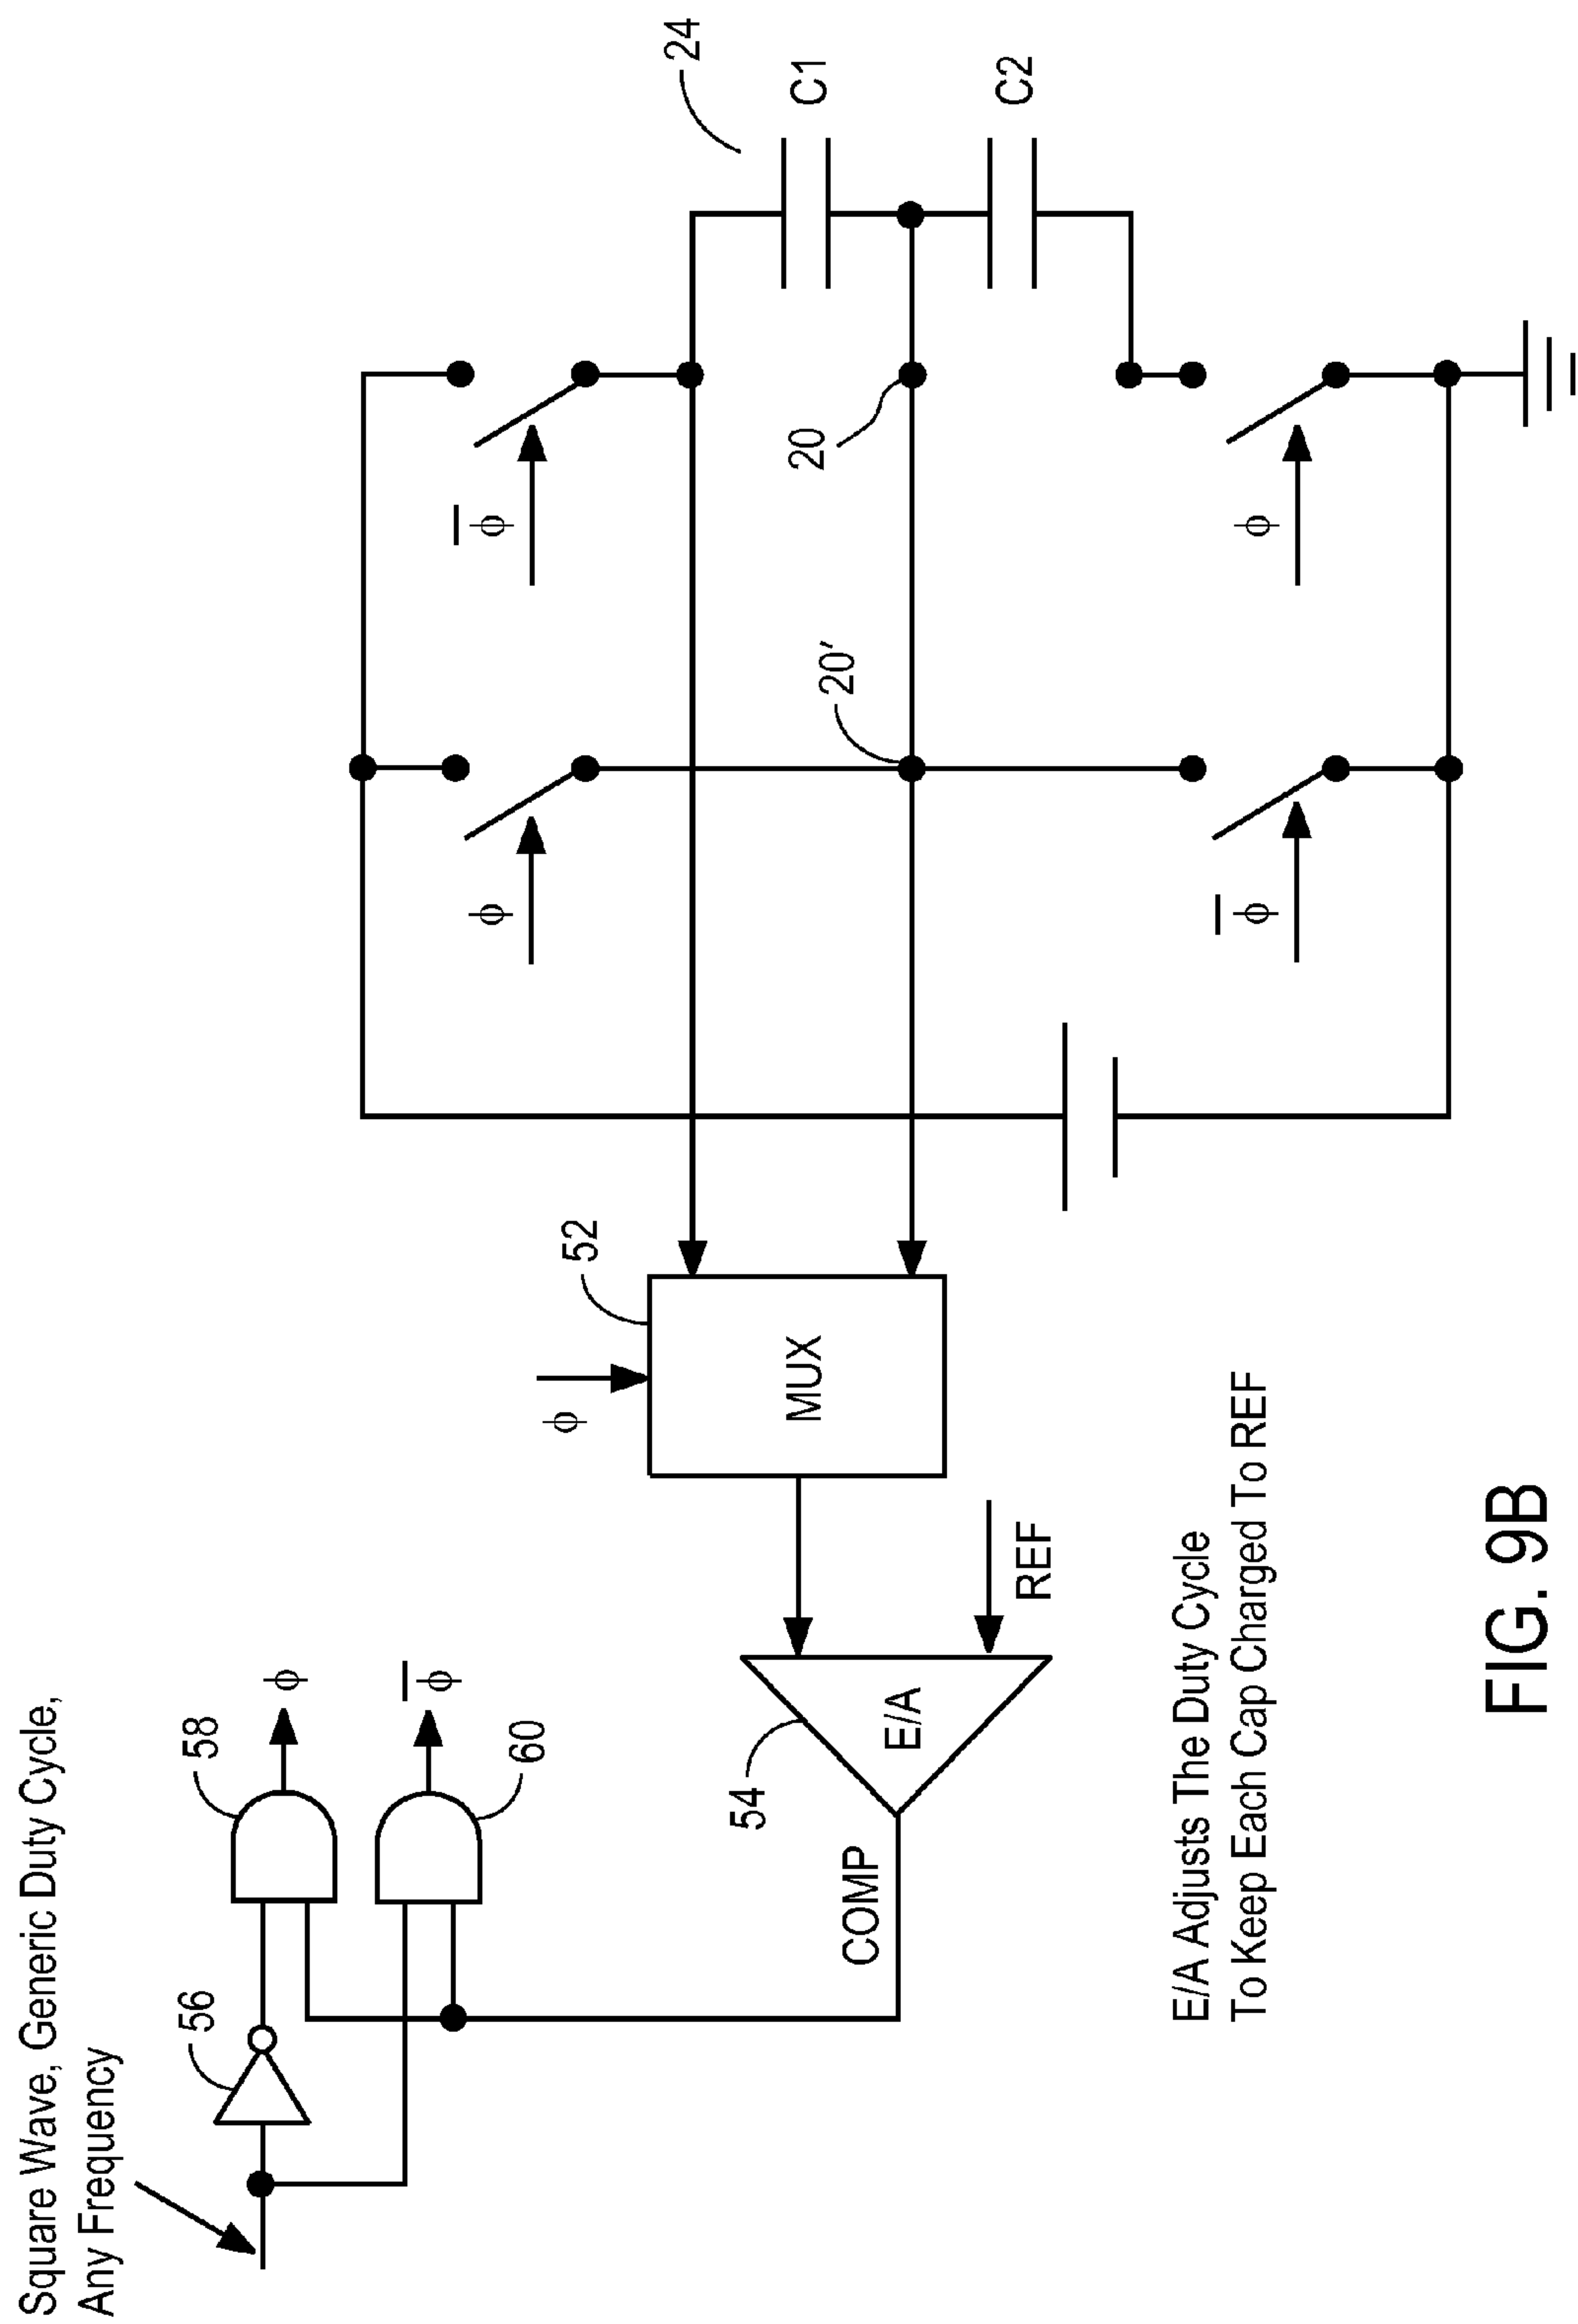 Square Wave, Generic Duty Cycle,
Any Frequency
56
58
ϕ
ϕ̅
60
COMP
54
E/A
REF
ϕ
52
MUX
ϕ
ϕ̅
20′
ϕ̅
ϕ
20
24
C1
C2
E/A Adjusts The Duty Cycle
To Keep Each Cap Charged To REF
FIG. 9B